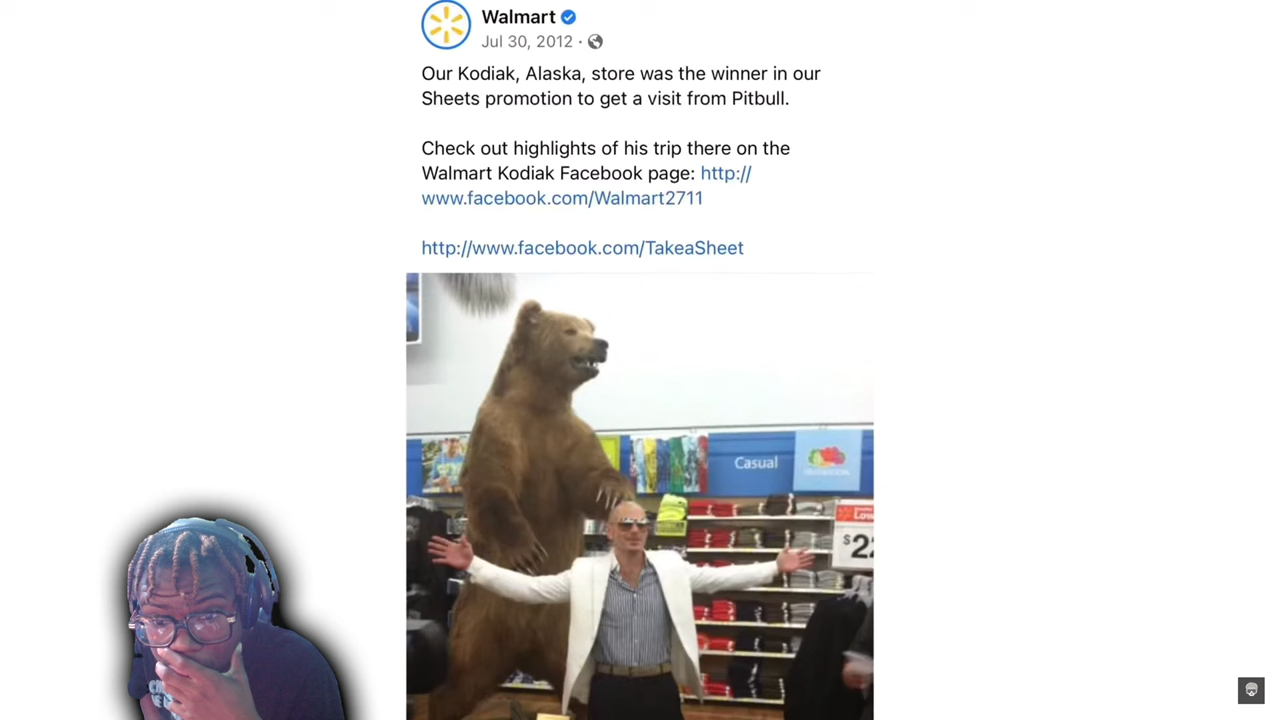 Walmart
Jul 30, 2012 ·
Our Kodiak, Alaska, store was the winner in our
Sheets promotion to get a visit from Pitbull.
Check out highlights of his trip there on the
Walmart Kodiak Facebook page: http://
www.facebook.com/Walmart2711
http://www.facebook.com/TakeaSheet
Casual
Low
$2